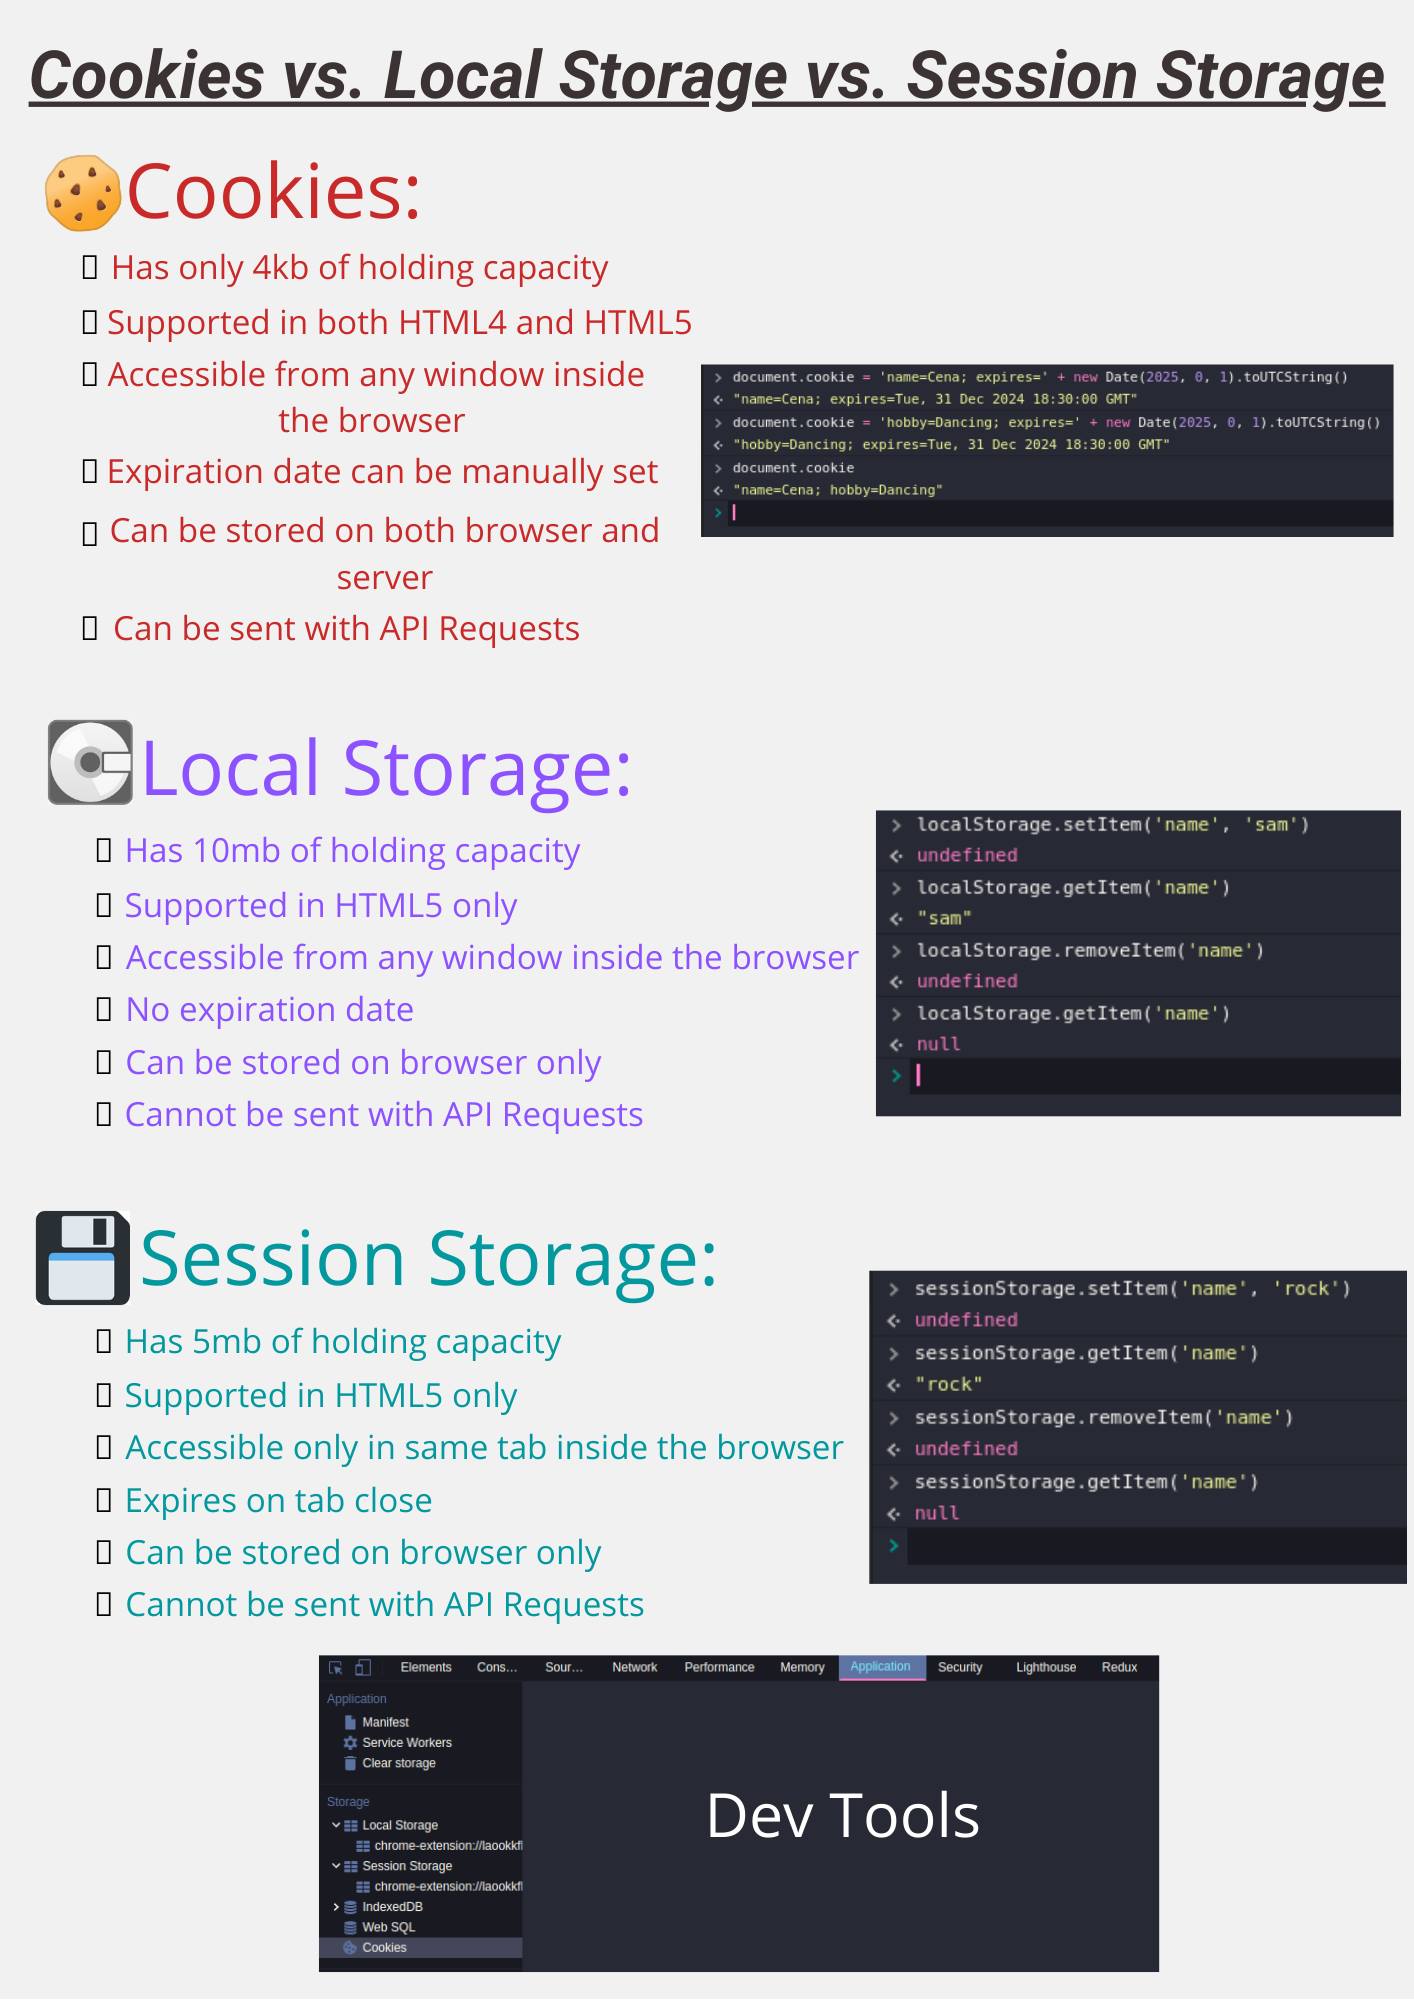 Cookies vs. Local Storage vs. Session Storage
Cookies:
Has only 4kb of holding capacity
Supported in both HTML4 and HTML5
Accessible from any window inside
the browser
Expiration date can be manually set
Can be stored on both browser and
server
Can be sent with API Requests
> document.cookie = 'name=Cena; expires=' + new Date(2025, 0, 1).toUTCString()
"name=Cena; expires=Tue, 31 Dec 2024 18:30:00 GMT"
> document.cookie = 'hobby=Dancing; expires=' + new Date(2025, 0, 1).toUTCString()
"hobby=Dancing; expires=Tue, 31 Dec 2024 18:30:00 GMT"
> document.cookie
"name=Cena; hobby=Dancing"
>
Local Storage:
Has 10mb of holding capacity
Supported in HTML5 only
Accessible from any window inside the browser
No expiration date
Can be stored on browser only
Cannot be sent with API Requests
> localStorage.setItem('name', 'sam')
undefined
> localStorage.getItem('name')
"sam"
> localStorage.removeItem('name')
undefined
> localStorage.getItem('name')
null
>
Session Storage:
Has 5mb of holding capacity
Supported in HTML5 only
Accessible only in same tab inside the browser
Expires on tab close
Can be stored on browser only
Cannot be sent with API Requests
> sessionStorage.setItem('name', 'rock')
undefined
> sessionStorage.getItem('name')
"rock"
> sessionStorage.removeItem('name')
undefined
> sessionStorage.getItem('name')
null
>
Elements Cons… Sour… Network Performance Memory Application Security Lighthouse Redux
Application
Manifest
Service Workers
Clear storage
Storage
Local Storage
chrome-extension://laookkf
Session Storage
chrome-extension://laookkf
IndexedDB
Web SQL
Cookies
Dev Tools